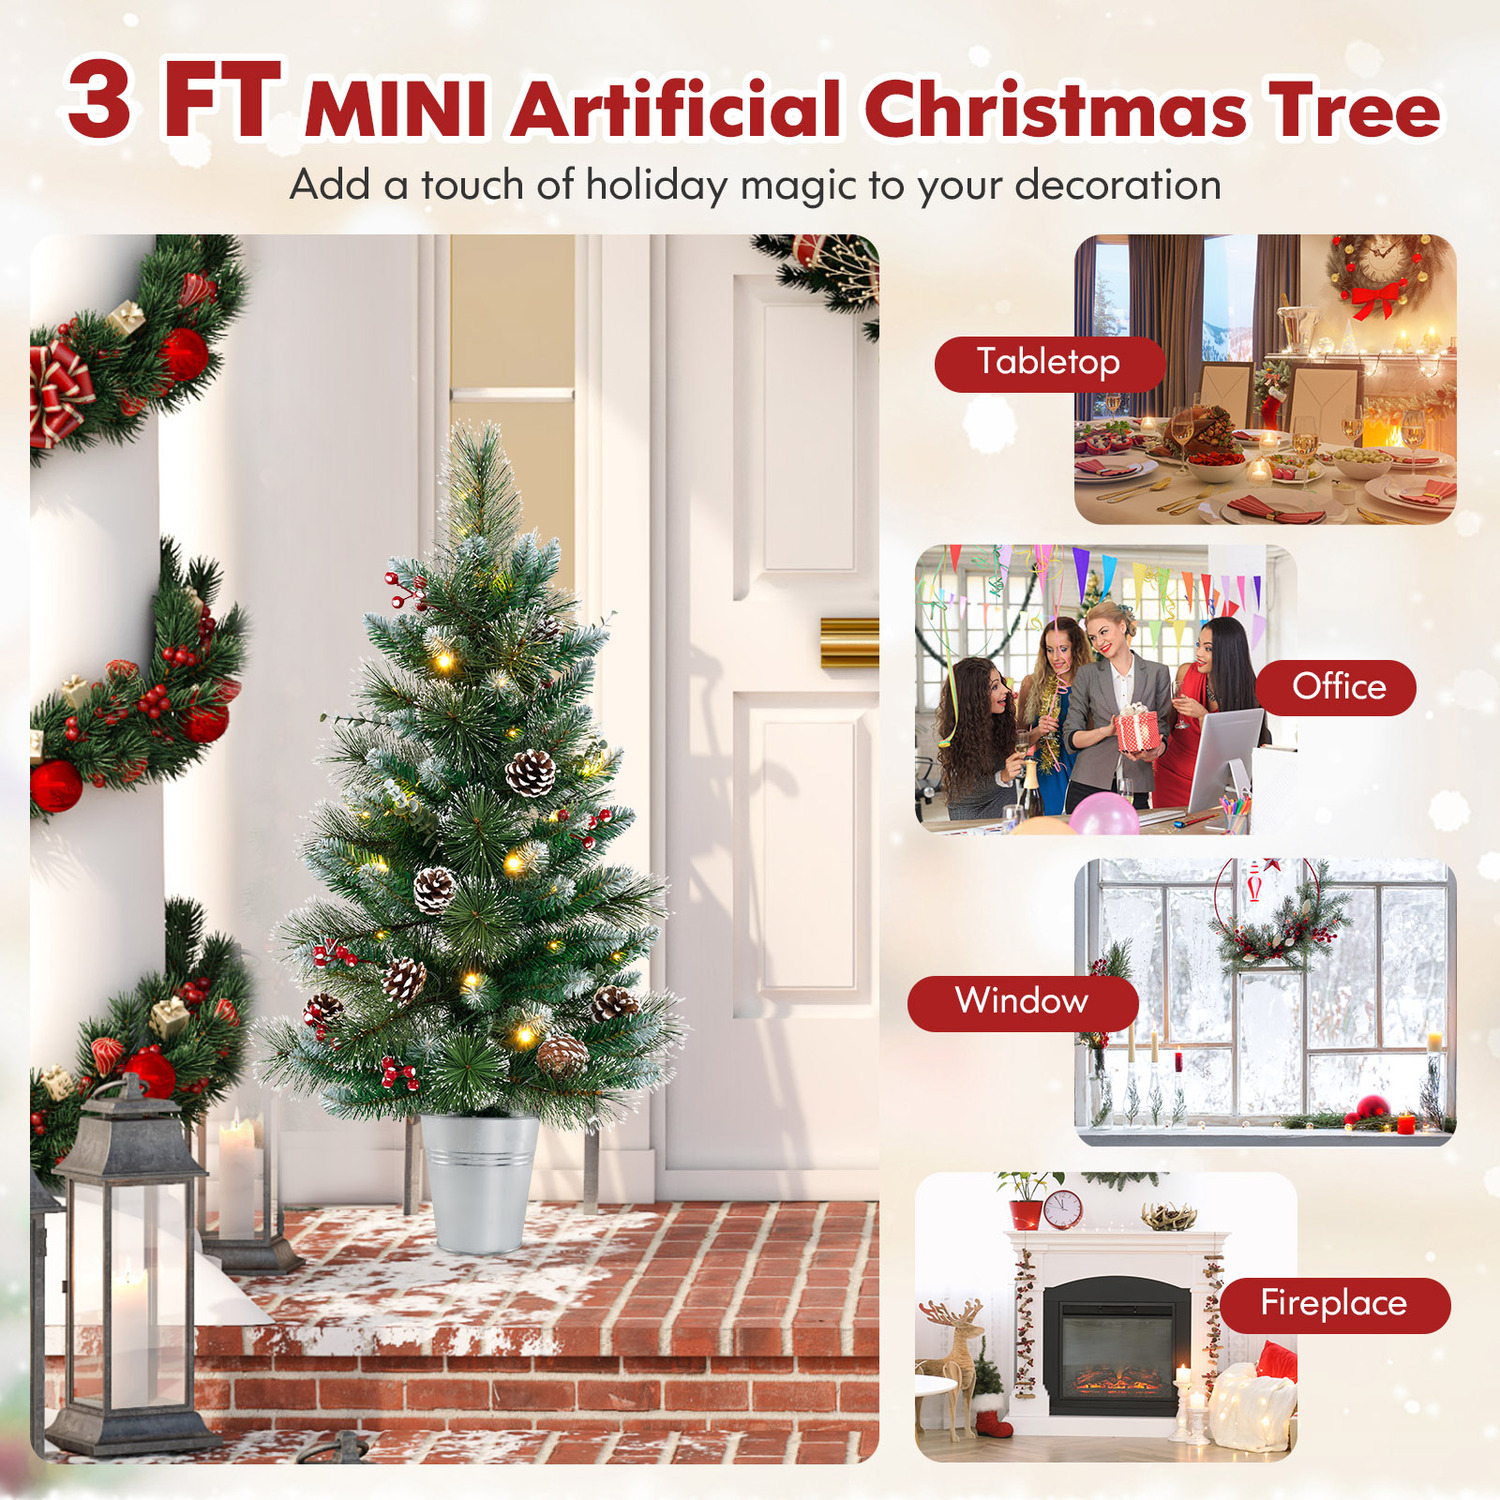 3 FT MINI Artificial Christmas Tree
Add a touch of holiday magic to your decoration
Tabletop
Office
Window
Fireplace